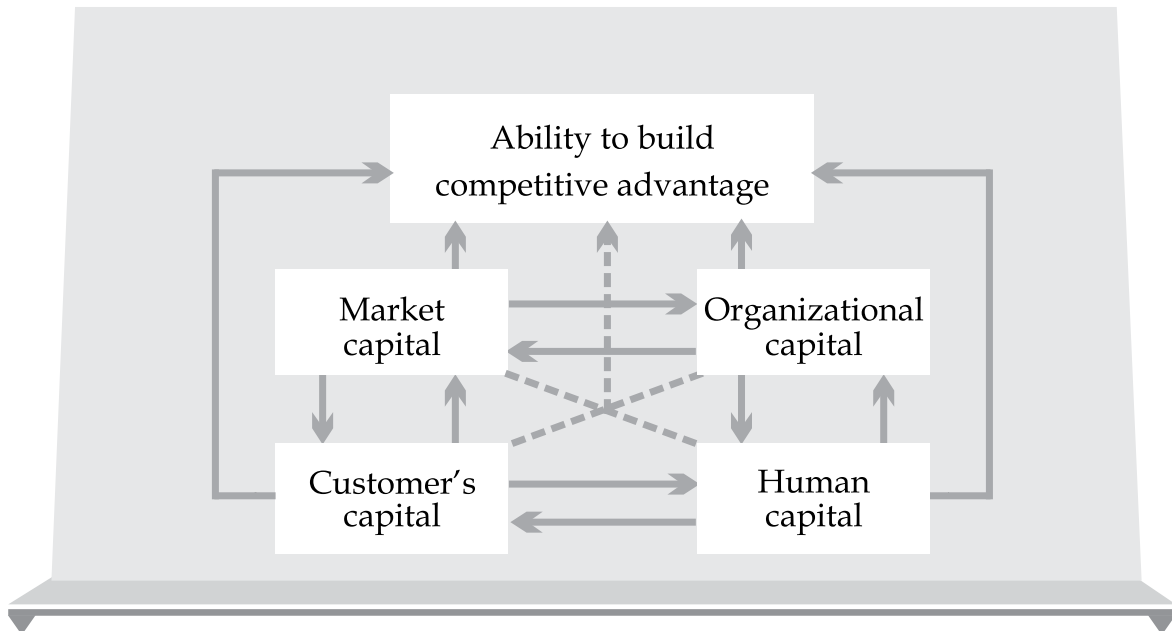 Ability to build
competitive advantage
Market
capital
Organizational
capital
Customer’s
capital
Human
capital